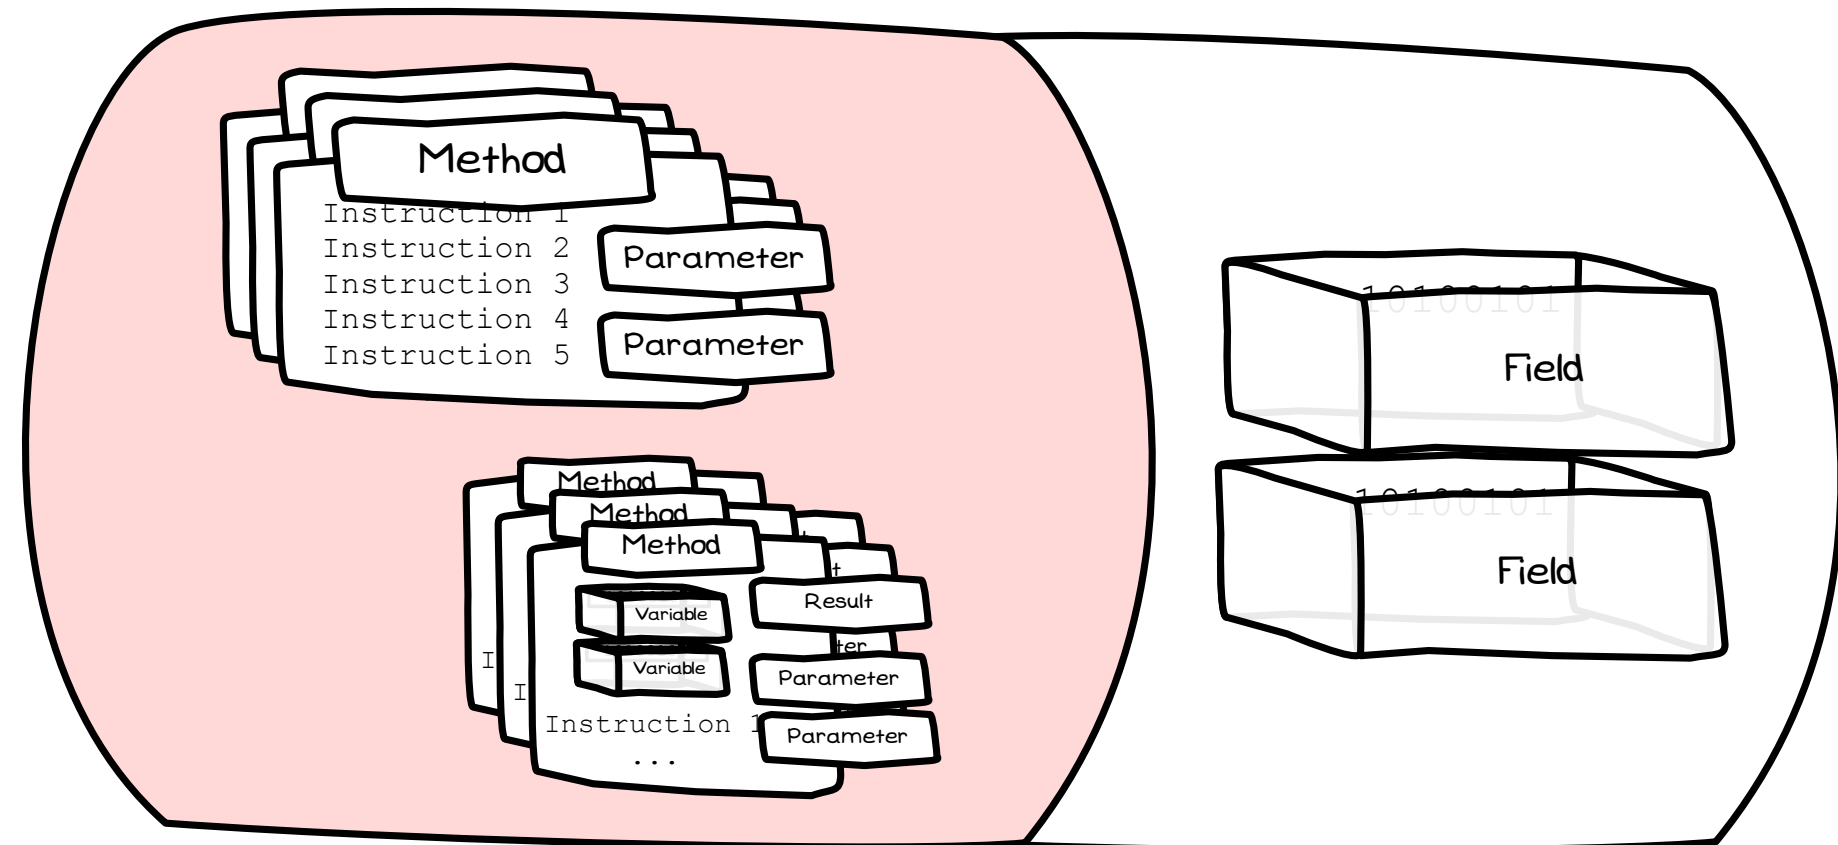 Method
Instruction 1
Instruction 2
Parameter
Instruction 3
Instruction 4
Parameter
Instruction 5
10100101
Field
10100101
Field
Method
Method
Method
t
Result
Variable
ter
I
Variable
Parameter
I
Instruction 1
Parameter
...